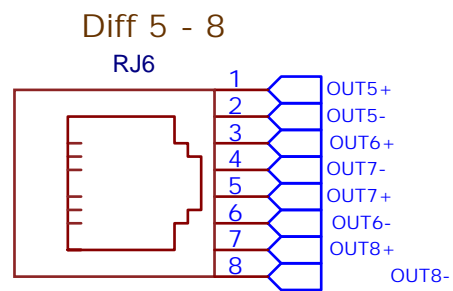 Diff 5 - 8
RJ6
1 OUT5+
2 OUT5-
3 OUT6+
4 OUT7-
5 OUT7+
6 OUT6-
7 OUT8+
8 OUT8-